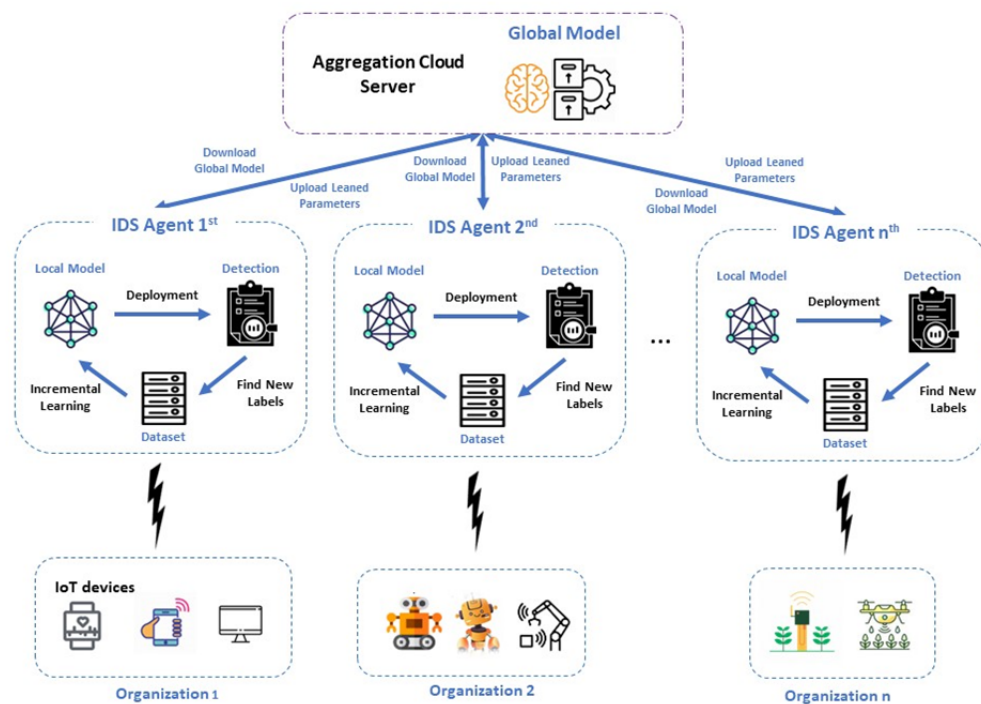 Global Model
Aggregation Cloud
Server
Download
Global Model
Upload Leaned
Parameters
Download
Global Model
Upload Leaned
Parameters
Upload Leaned
Parameters
Download
Global Model
IDS Agent 1st
Local Model
Detection
Deployment
Incremental
Learning
Find New
Labels
Dataset
IDS Agent 2nd
Local Model
Detection
Deployment
Incremental
Learning
Find New
Labels
Dataset
...
IDS Agent nth
Local Model
Detection
Deployment
Incremental
Learning
Find New
Labels
Dataset
IoT devices
Organization 1
Organization 2
Organization n